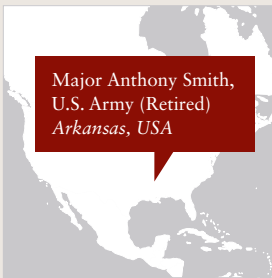 Major Anthony Smith,
U.S. Army (Retired)
Arkansas, USA